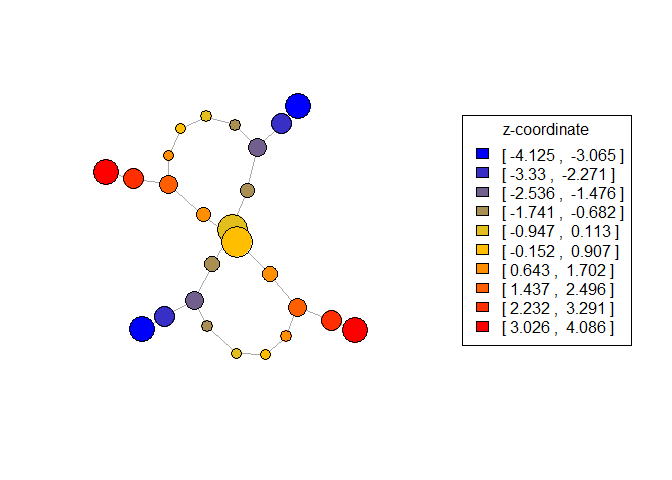 z-coordinate
[ -4.125 , -3.065 ]
[ -3.33 , -2.271 ]
[ -2.536 , -1.476 ]
[ -1.741 , -0.682 ]
[ -0.947 , 0.113 ]
[ -0.152 , 0.907 ]
[ 0.643 , 1.702 ]
[ 1.437 , 2.496 ]
[ 2.232 , 3.291 ]
[ 3.026 , 4.086 ]